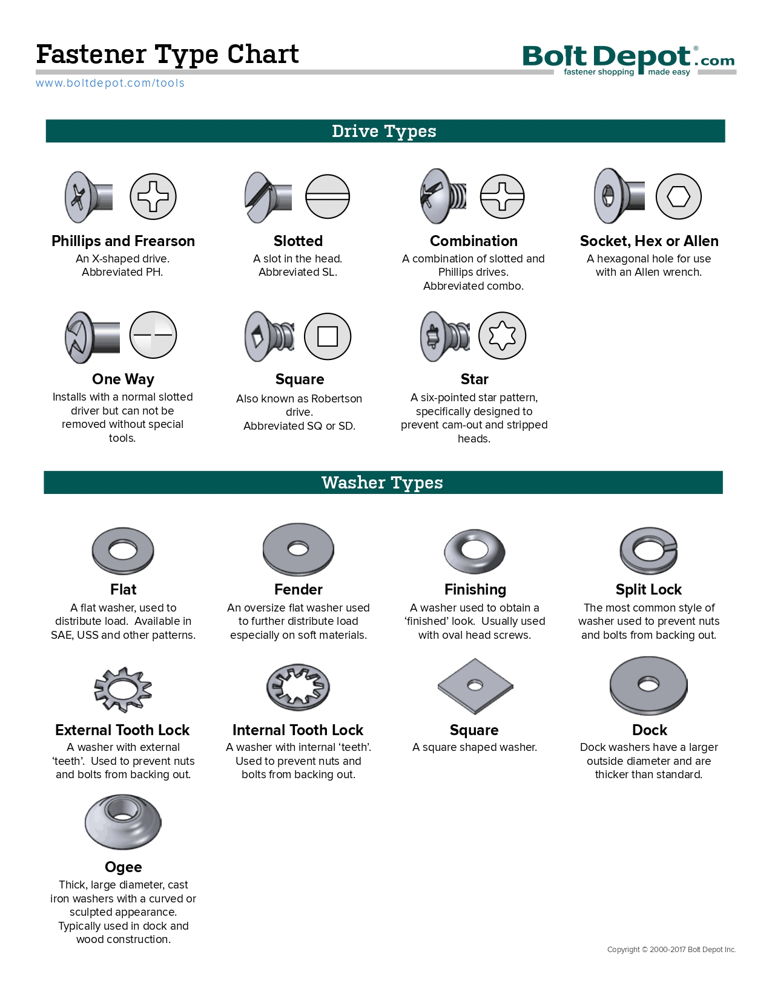 Fastener Type Chart
Bolt Depot®.com
fastener shopping made easy
www.boltdepot.com/tools
Drive Types
Phillips and Frearson
An X-shaped drive.
Abbreviated PH.
Slotted
A slot in the head.
Abbreviated SL.
Combination
A combination of slotted and
Phillips drives.
Abbreviated combo.
Socket, Hex or Allen
A hexagonal hole for use
with an Allen wrench.
One Way
Installs with a normal slotted
driver but can not be
removed without special
tools.
Square
Also known as Robertson
drive.
Abbreviated SQ or SD.
Star
A six-pointed star pattern,
specifically designed to
prevent cam-out and stripped
heads.
Washer Types
Flat
A flat washer, used to
distribute load.  Available in
SAE, USS and other patterns.
Fender
An oversize flat washer used
to further distribute load
especially on soft materials.
Finishing
A washer used to obtain a
‘finished’ look.  Usually used
with oval head screws.
Split Lock
The most common style of
washer used to prevent nuts
and bolts from backing out.
External Tooth Lock
A washer with external
‘teeth’.  Used to prevent nuts
and bolts from backing out.
Internal Tooth Lock
A washer with internal ‘teeth’.
Used to prevent nuts and
bolts from backing out.
Square
A square shaped washer.
Dock
Dock washers have a larger
outside diameter and are
thicker than standard.
Ogee
Thick, large diameter, cast
iron washers with a curved or
sculpted appearance.
Typically used in dock and
wood construction.
Copyright © 2000-2017 Bolt Depot Inc.